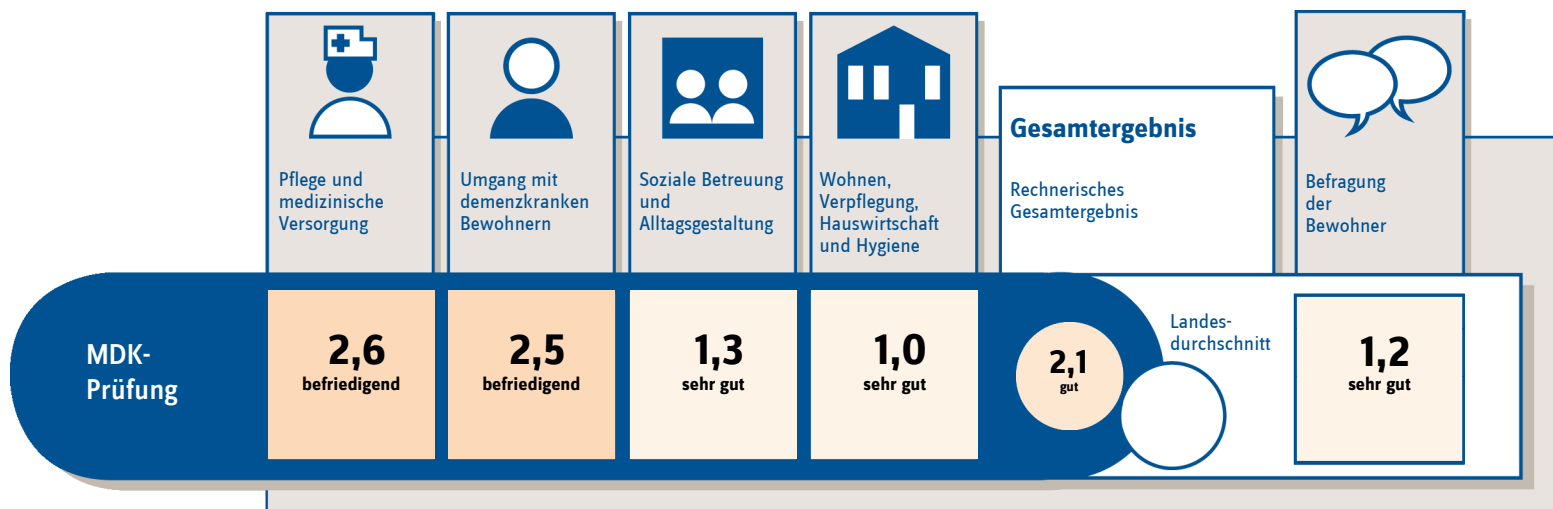 Pflege und
medizinische
Versorgung
Umgang mit
demenzkranken
Bewohnern
Soziale Betreuung
und
Alltagsgestaltung
Wohnen,
Verpflegung,
Hauswirtschaft
und Hygiene
Gesamtergebnis
Rechnerisches
Gesamtergebnis
Befragung
der
Bewohner
MDK-
Prüfung
2,6
befriedigend
2,5
befriedigend
1,3
sehr gut
1,0
sehr gut
2,1
gut
Landes-
durchschnitt
1,2
sehr gut